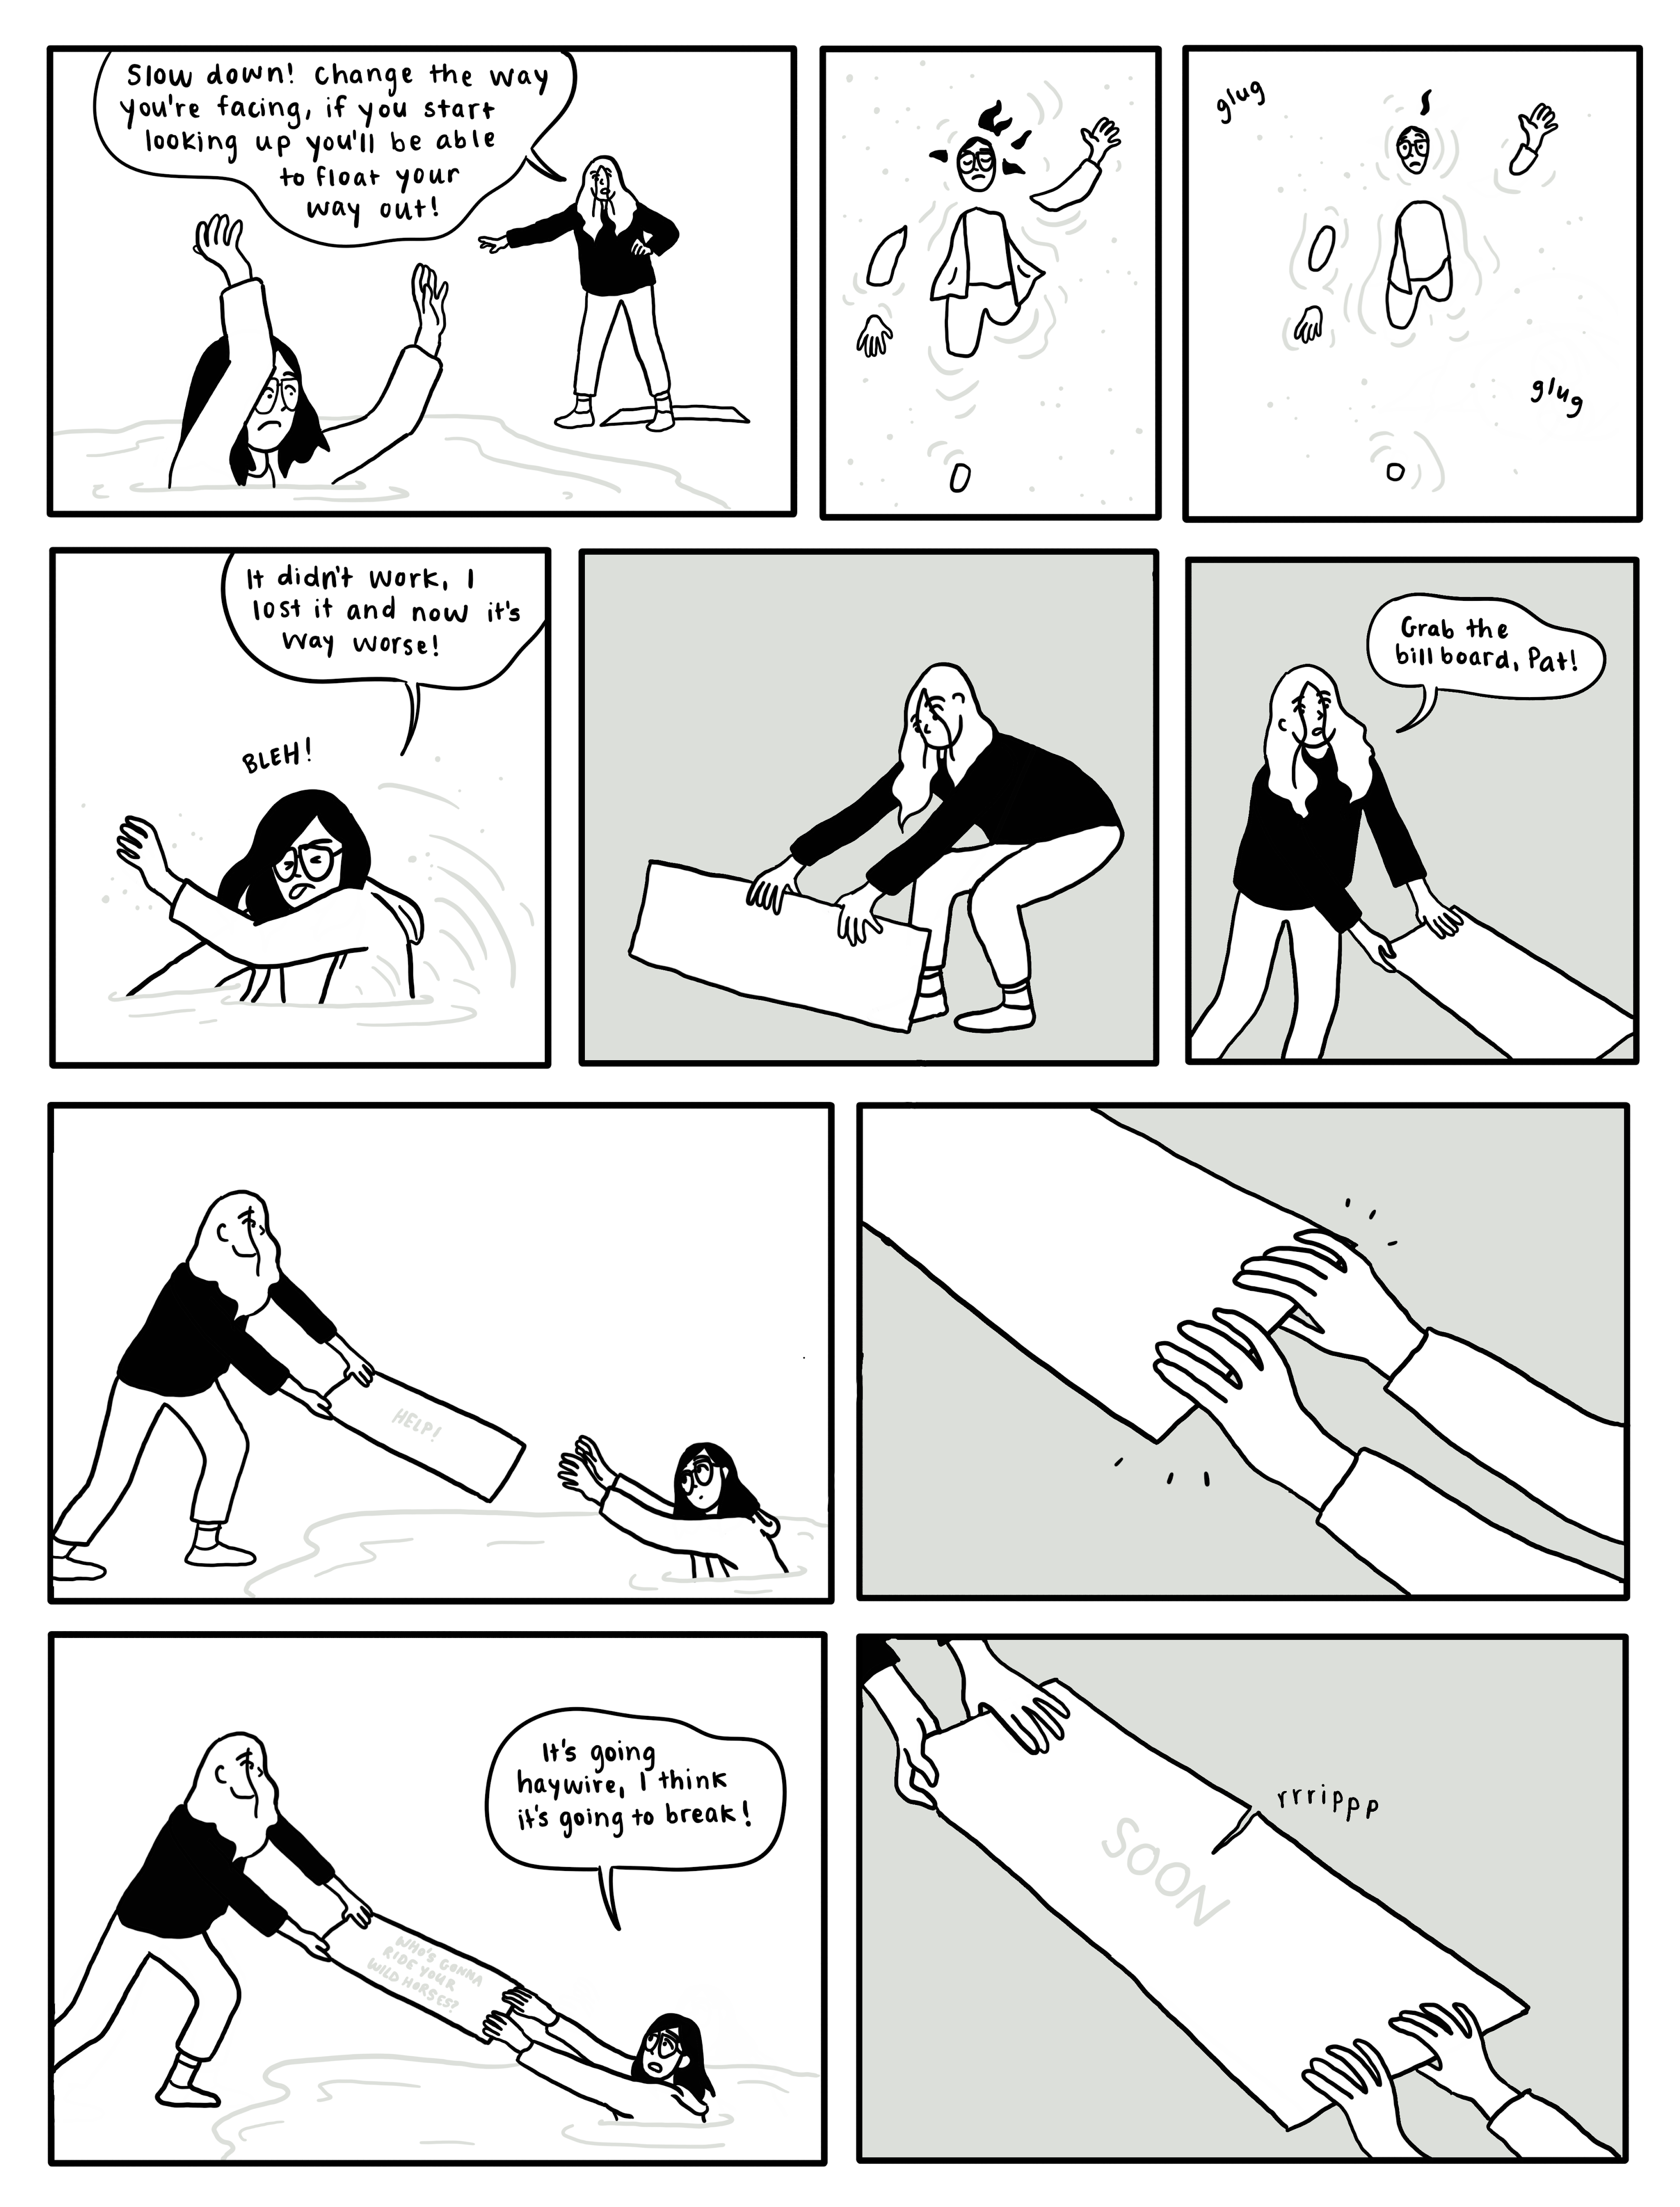 Slow down! Change the way
you're facing, if you start
looking up you'll be able
to float your
way out!
glug
glug
It didn't work, I
lost it and now it's
way worse!
BLEH!
Grab the
billboard, Pat!
HELP!
It's going
haywire, I think
it's going to break!
WHO'S GONNA
RIDE YOUR
WILD HORSES?
rrrippp
SOON